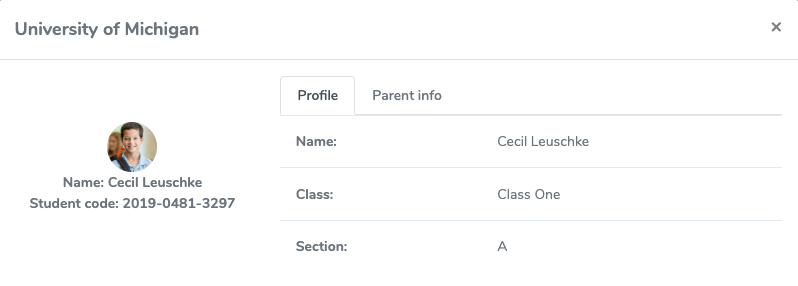 University of Michigan ×
Profile Parent info
Name: Cecil Leuschke
Student code: 2019-0481-3297
Name: Cecil Leuschke
Class: Class One
Section: A